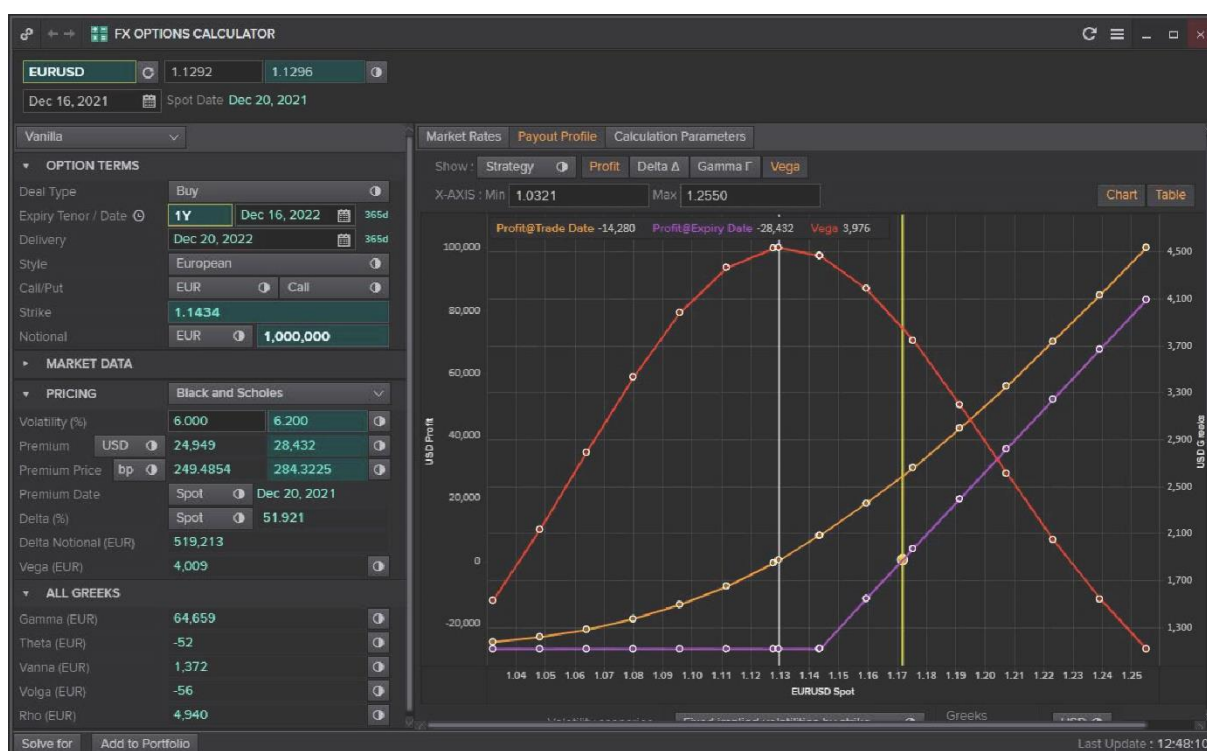 FX OPTIONS CALCULATOR
EURUSD 1.1292 1.1296
Dec 16, 2021 Spot Date Dec 20, 2021
Vanilla
OPTION TERMS
Deal Type Buy
Expiry Tenor / Date 1Y Dec 16, 2022 365d
Delivery Dec 20, 2022 365d
Style European
Call/Put EUR Call
Strike 1.1434
Notional EUR 1,000,000
MARKET DATA
PRICING Black and Scholes
Volatility (%) 6.000 6.200
Premium USD 24,949 28,432
Premium Price bp 249.4854 284.3225
Premium Date Spot Dec 20, 2021
Delta (%) Spot 51.921
Delta Notional (EUR) 519,213
Vega (EUR) 4,009
ALL GREEKS
Gamma (EUR) 64,659
Theta (EUR) -52
Vanna (EUR) 1,372
Volga (EUR) -56
Rho (EUR) 4,940
Solve for Add to Portfolio
Market Rates Payout Profile Calculation Parameters
Show: Strategy Profit Delta Δ Gamma Γ Vega
X-AXIS : Min 1.0321 Max 1.2550 Chart Table
Profit@Trade Date -14,280 Profit@Expiry Date -28,432 Vega 3,976
100,000
80,000
60,000
40,000
20,000
0
-20,000
USD Profit
4,500
4,100
3,700
3,300
2,900
2,500
2,100
1,700
1,300
USD Greeks
1.04 1.05 1.06 1.07 1.08 1.09 1.10 1.11 1.12 1.13 1.14 1.15 1.16 1.17 1.18 1.19 1.20 1.21 1.22 1.23 1.24 1.25
EURUSD Spot
Fixed implied volatilities by strike Greeks USD
Last Update : 12:48:10